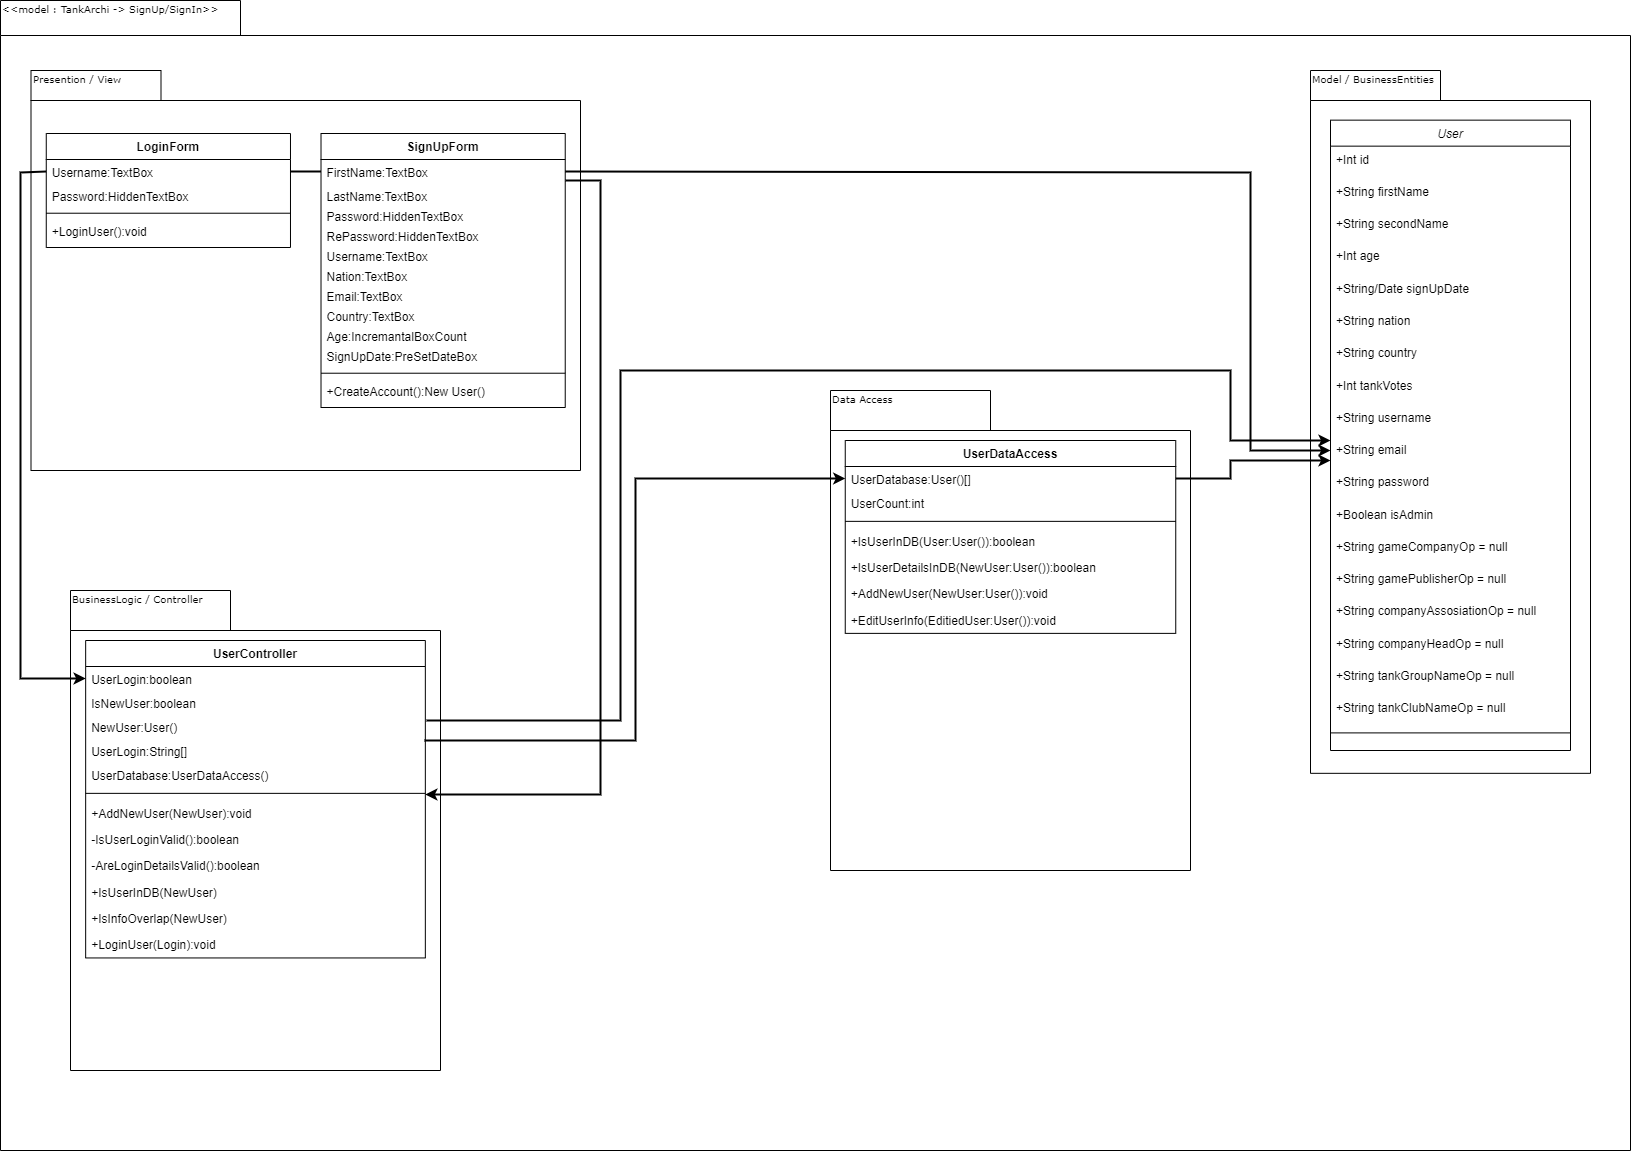 <<model : TankArchi -> SignUp/SignIn>>
Presention / View
LoginForm
Username:TextBox
Password:HiddenTextBox
+LoginUser():void
SignUpForm
FirstName:TextBox
LastName:TextBox
Password:HiddenTextBox
RePassword:HiddenTextBox
Username:TextBox
Nation:TextBox
Email:TextBox
Country:TextBox
Age:IncremantalBoxCount
SignUpDate:PreSetDateBox
+CreateAccount():New User()
Model / BusinessEntities
User
+Int id
+String firstName
+String secondName
+Int age
+String/Date signUpDate
+String nation
+String country
+Int tankVotes
+String username
+String email
+String password
+Boolean isAdmin
+String gameCompanyOp = null
+String gamePublisherOp = null
+String companyAssosiationOp = null
+String companyHeadOp = null
+String tankGroupNameOp = null
+String tankClubNameOp = null
Data Access
UserDataAccess
UserDatabase:User()[]
UserCount:int
+IsUserInDB(User:User()):boolean
+IsUserDetailsInDB(NewUser:User()):boolean
+AddNewUser(NewUser:User()):void
+EditUserInfo(EditiedUser:User()):void
BusinessLogic / Controller
UserController
UserLogin:boolean
IsNewUser:boolean
NewUser:User()
UserLogin:String[]
UserDatabase:UserDataAccess()
+AddNewUser(NewUser):void
-IsUserLoginValid():boolean
-AreLoginDetailsValid():boolean
+IsUserInDB(NewUser)
+IsInfoOverlap(NewUser)
+LoginUser(Login):void